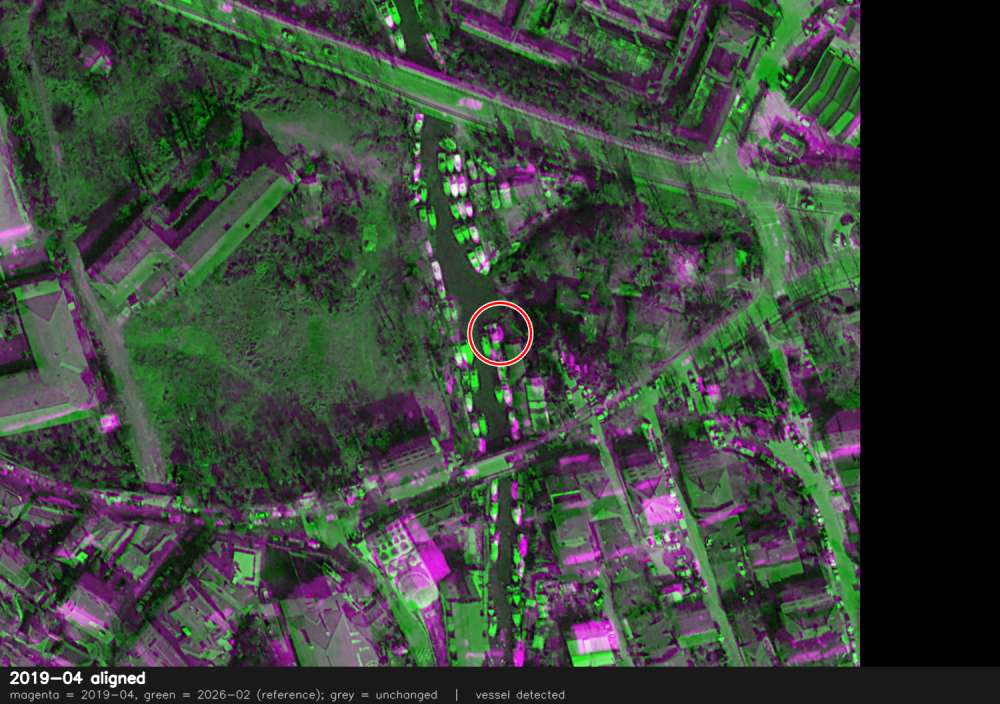 2019-04 aligned
magenta = 2019-04, green = 2026-02 (reference); grey = unchanged | vessel detected